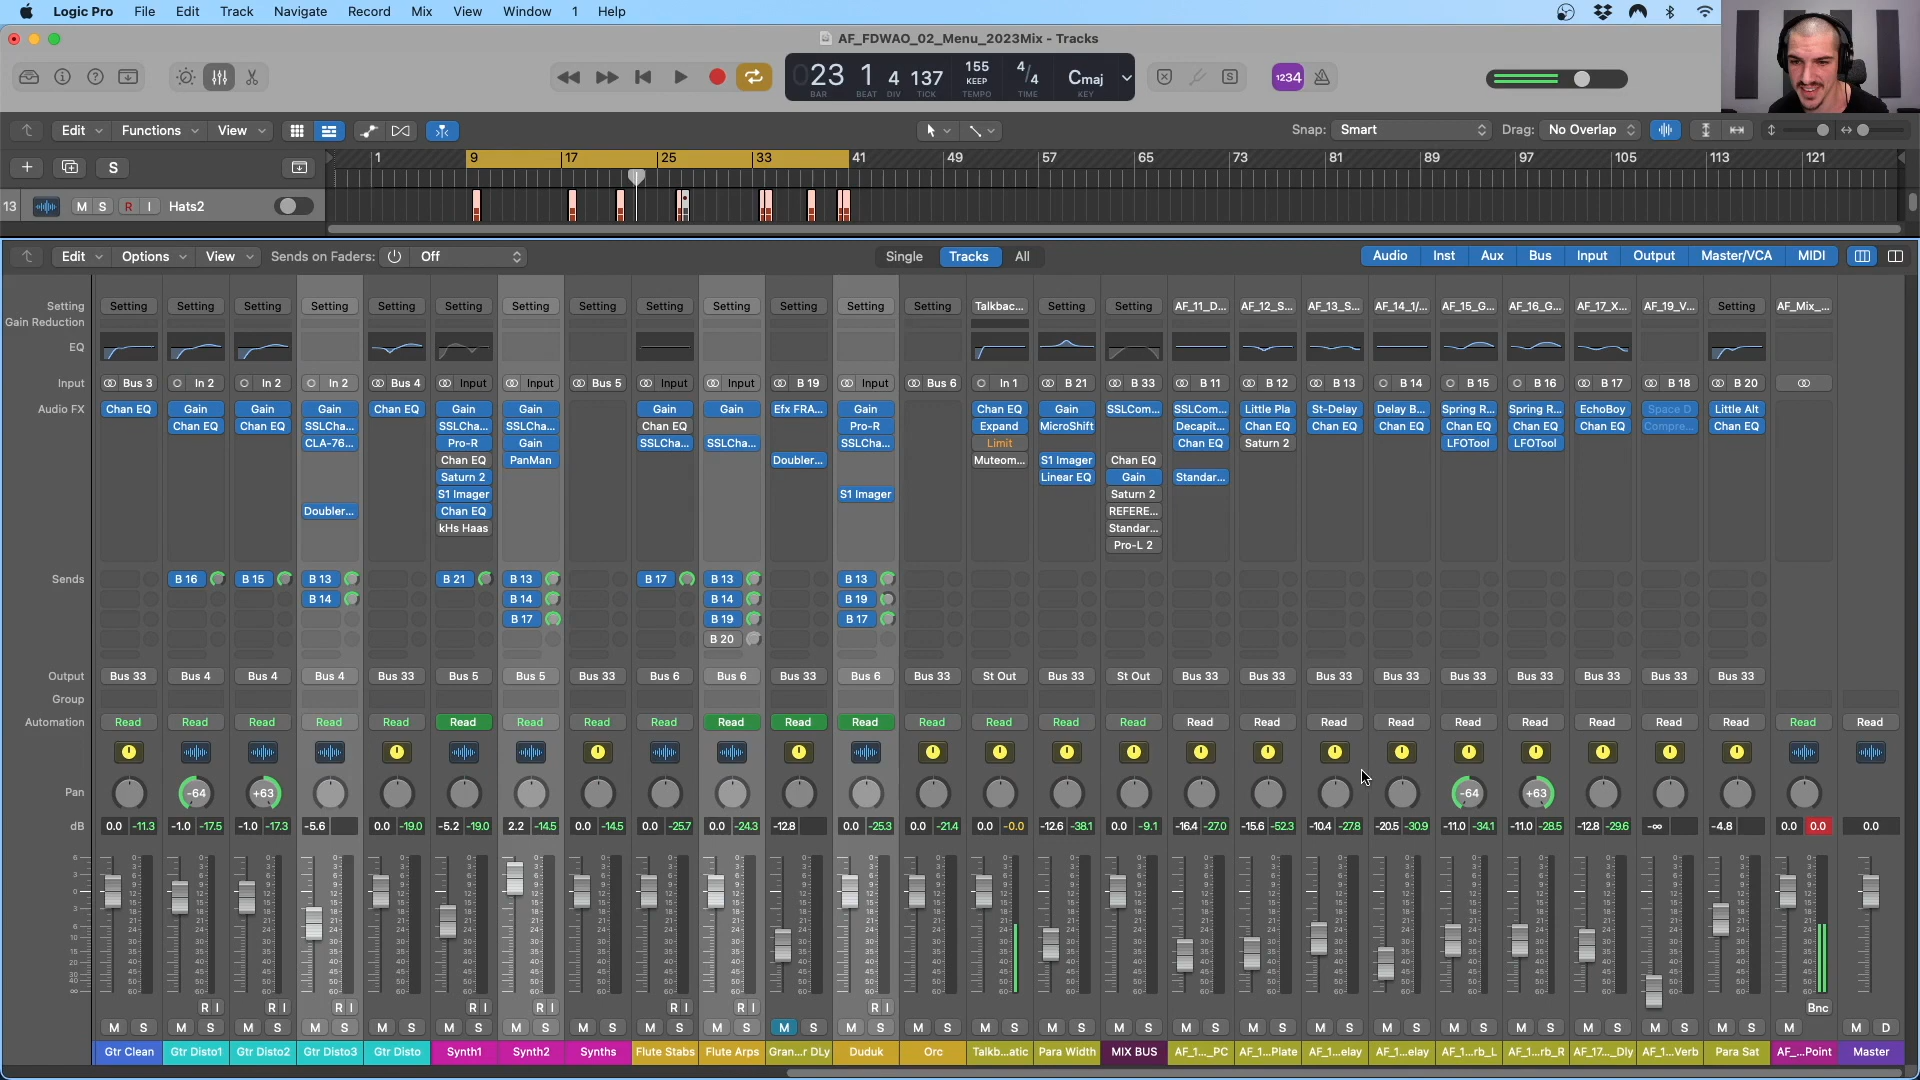 Logic Pro File Edit Track Navigate Record Mix View Window 1 Help
AF_FDWAO_02_Menu_2023Mix - Tracks
023 1 4 137 155 KEEP 4/4 Cmaj
BAR BEAT DIV TICK TEMPO TIME KEY
S 1234
Edit Functions View Snap: Smart Drag: No Overlap
1 9 17 25 33 41 49 57 65 73 81 89 97 105 113 121
S
13 M S R I Hats2
Edit Options View Sends on Faders: Off Single Tracks All Audio Inst Aux Bus Input Output Master/VCA MIDI
Setting Setting Setting Setting Setting Setting Setting Setting Setting Setting Setting Setting Setting Setting Talkbac... Setting Setting AF_11_D... AF_12_S... AF_13_S... AF_14_1/... AF_15_G... AF_16_G... AF_17_X... AF_19_V... Setting AF_Mix_...
Gain Reduction
EQ
Input Bus 3 In 2 In 2 In 2 Bus 4 Input Input Bus 5 Input Input B 19 Input Bus 6 In 1 B 21 B 33 B 11 B 12 B 13 B 14 B 15 B 16 B 17 B 18 B 20
Audio FX Chan EQ Gain Gain Gain Chan EQ Gain Gain Gain Gain Efx FRA... Gain Chan EQ Gain SSLCom... SSLCom... Little Pla St-Delay Delay B... Spring R... Spring R... EchoBoy Space D Little Alt
Chan EQ Chan EQ SSLCha... SSLCha... SSLCha... Chan EQ Pro-R Expand MicroShift Decapit... Chan EQ Chan EQ Chan EQ Chan EQ Chan EQ Chan EQ Compre... Chan EQ
CLA-76... Pro-R Gain SSLCha... SSLCha... SSLCha... Limit Chan EQ Saturn 2 LFOTool LFOTool
Chan EQ PanMan Doubler... Muteom... S1 Imager Chan EQ
Saturn 2 Linear EQ Gain Standar...
S1 Imager S1 Imager Saturn 2
Doubler... Chan EQ REFERE...
kHs Haas Standar...
Pro-L 2
Sends B 16 B 15 B 13 B 21 B 13 B 17 B 13 B 13
B 14 B 14 B 14 B 19
B 17 B 19 B 17
B 20
Output Bus 33 Bus 4 Bus 4 Bus 4 Bus 33 Bus 5 Bus 5 Bus 33 Bus 6 Bus 6 Bus 33 Bus 6 Bus 33 St Out Bus 33 St Out Bus 33 Bus 33 Bus 33 Bus 33 Bus 33 Bus 33 Bus 33 Bus 33 Bus 33
Group
Automation Read Read Read Read Read Read Read Read Read Read Read Read Read Read Read Read Read Read Read Read Read Read Read Read Read Read Read
Pan -64 +63 -64 +63
dB 0.0 -11.3 -1.0 -17.5 -1.0 -17.3 -5.6 0.0 -19.0 -5.2 -19.0 2.2 -14.5 0.0 -14.5 0.0 -25.7 0.0 -24.3 -12.8 0.0 -25.3 0.0 -21.4 0.0 -0.0 -12.6 -38.1 0.0 -9.1 -16.4 -27.0 -15.6 -52.3 -10.4 -27.8 -20.5 -30.9 -11.0 -34.1 -11.0 -28.5 -12.8 -29.6 -∞ -4.8 0.0 0.0 0.0
R I R I R I R I R I R I R I R I Bnc
M S M S M S M S M S M S M S M S M S M S M S M S M S M S M S M S M S M S M S M S M S M S M S M S M S M M D
Gtr Clean Gtr Disto1 Gtr Disto2 Gtr Disto3 Gtr Disto Synth1 Synth2 Synths Flute Stabs Flute Arps Gran...r DLy Duduk Orc Talkb...atic Para Width MIX BUS AF_1..._PC AF_1...Plate AF_1...elay AF_1...elay AF_1...rb_L AF_1...rb_R AF_17..._Dly AF_1...Verb Para Sat AF_...Point Master